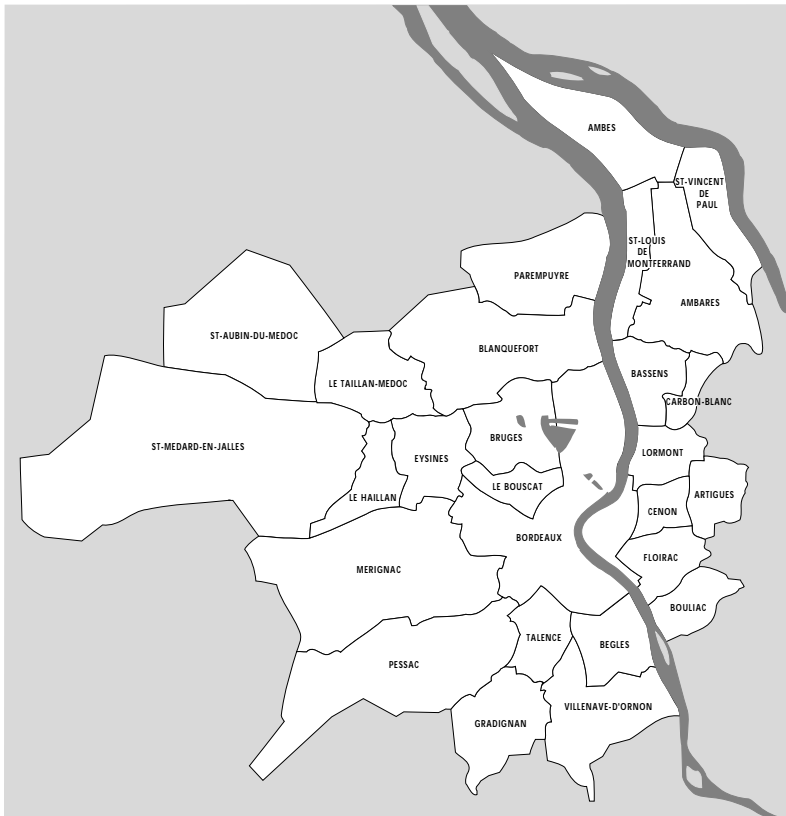 AMBES
ST-VINCENT
DE
PAUL
ST-LOUIS
DE
MONTFERRAND
PAREMPUYRE
AMBARES
ST-AUBIN-DU-MEDOC
BLANQUEFORT
BASSENS
LE TAILLAN-MEDOC
CARBON-BLANC
BRUGES
ST-MEDARD-EN-JALLES
LORMONT
EYSINES
LE BOUSCAT
ARTIGUES
LE HAILLAN
CENON
BORDEAUX
FLOIRAC
MERIGNAC
BOULIAC
TALENCE
BEGLES
PESSAC
VILLENAVE-D'ORNON
GRADIGNAN